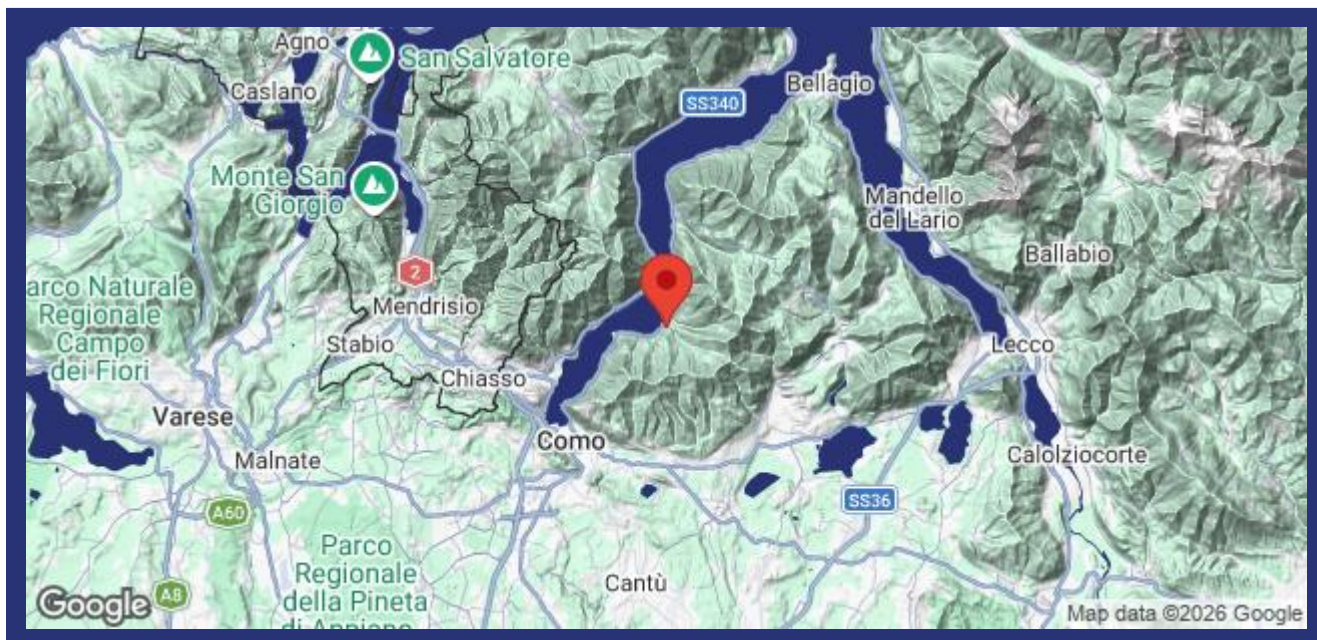 Agno
San Salvatore
Caslano
Bellagio
SS340
Monte San
Giorgio
Mandello
del Lario
Ballabio
2
arco Naturale
Regionale
Campo
dei Fiori
Mendrisio
Stabio
Lecco
Chiasso
Varese
Como
Malnate
Calolziocorte
SS36
A60
Parco
Regionale
della Pineta
di Appiano
Cantù
A8
Google
Map data ©2026 Google